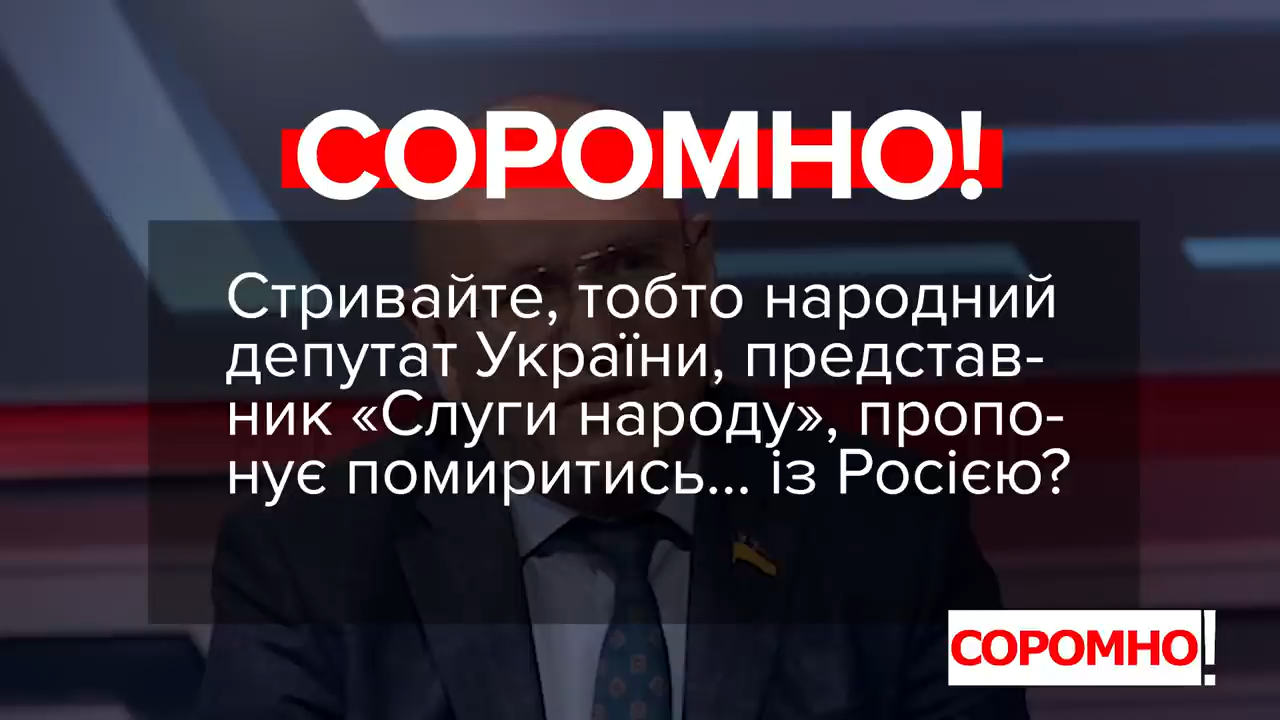 СОРОМНО!
Стривайте, тобто народний
депутат України, представ-
ник «Слуги народу», пропо-
нує помиритись... із Росією?
СОРОМНО!